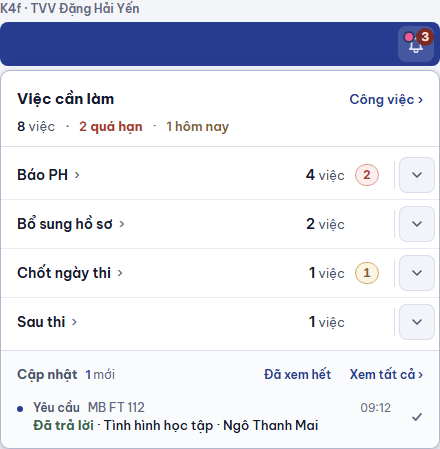 K4f · TVV Đặng Hải Yến
3
Việc cần làm
Công việc ›
8 việc · 2 quá hạn · 1 hôm nay
Báo PH › 4 việc 2
Bổ sung hồ sơ › 2 việc
Chốt ngày thi › 1 việc 1
Sau thi › 1 việc
Cập nhật 1 mới Đã xem hết Xem tất cả ›
Yêu cầu MB FT 112 09:12
Đã trả lời · Tình hình học tập · Ngô Thanh Mai